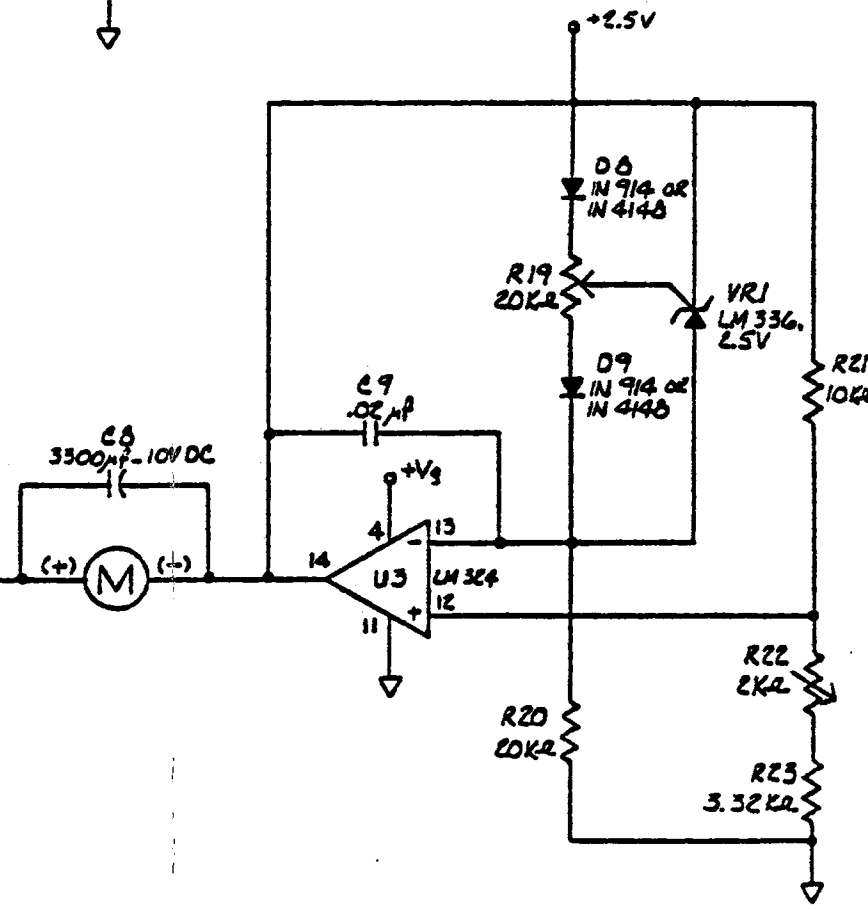 +2.5V
D8
IN 914 OR
IN 4148
R19
20KΩ
VR1
LM 336,
2.5V
D9
IN 914 OR
IN 4148
R21
10KΩ
C9
.02μf
C8
3300μf-10VDC
+Vs
4
13
14
(+)
M
(-)
-
U3
LM 324
12
+
11
R22
2KΩ
R20
20KΩ
R23
3.32KΩ